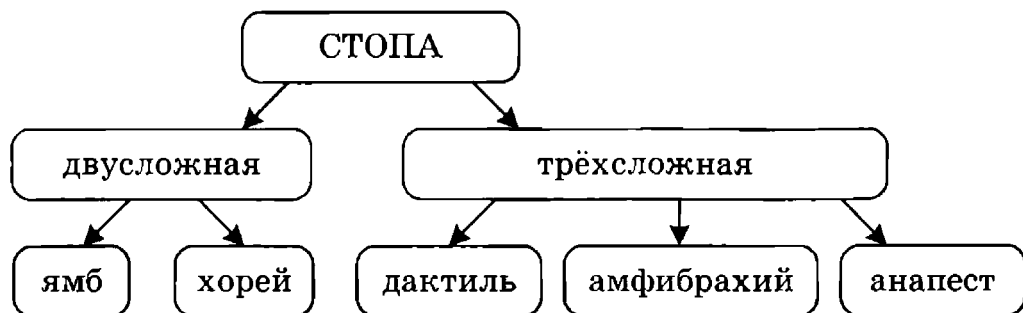 СТОПА
двусложная трёхсложная
ямб хорей дактиль амфибрахий анапест